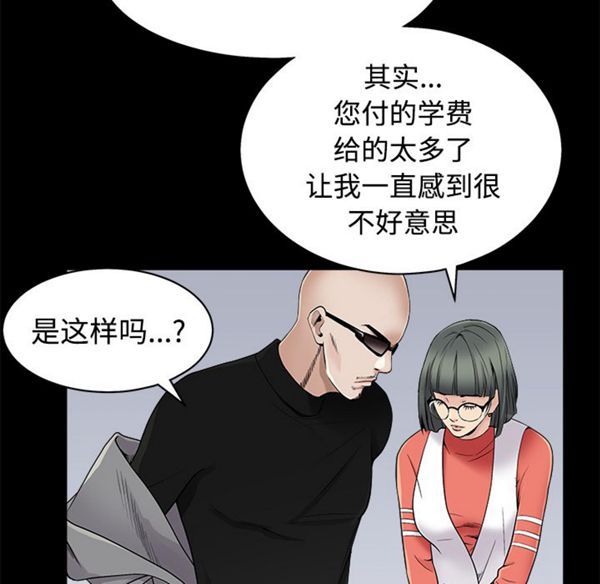 其实...
您付的学费
给的太多了
让我一直感到很
不好意思
是这样吗...?